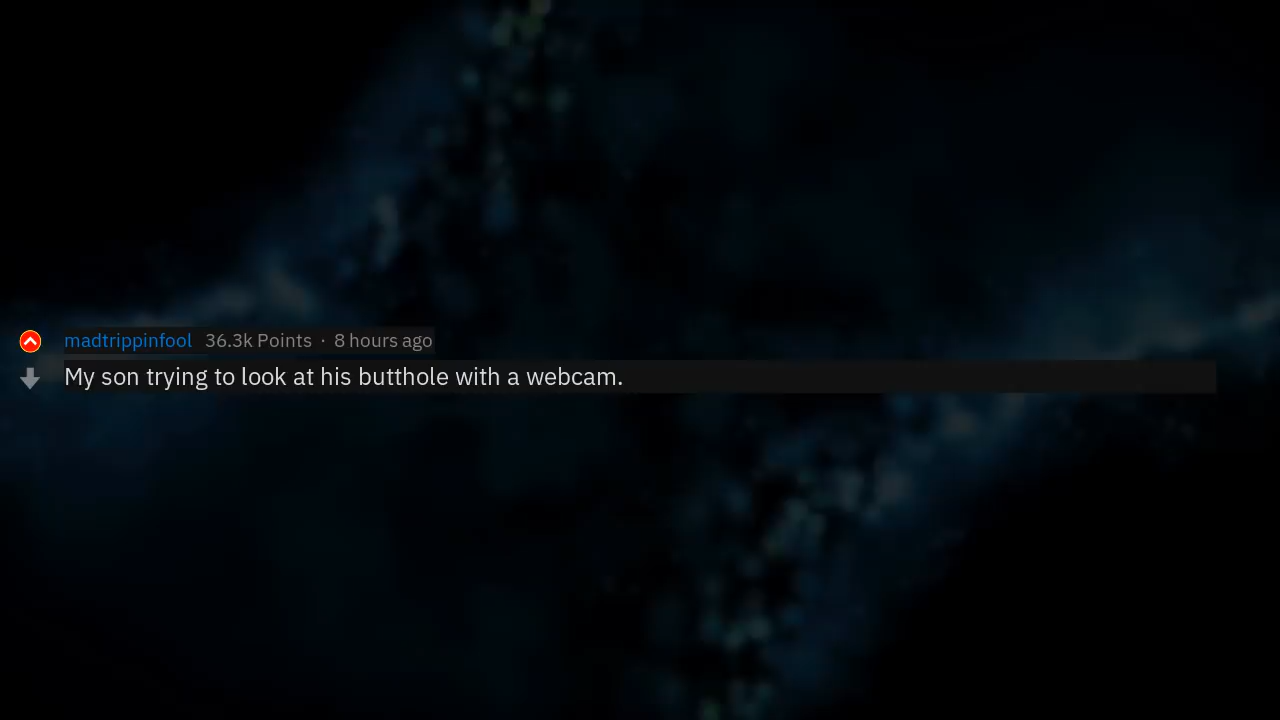 madtrippinfool 36.3k Points · 8 hours ago
My son trying to look at his butthole with a webcam.